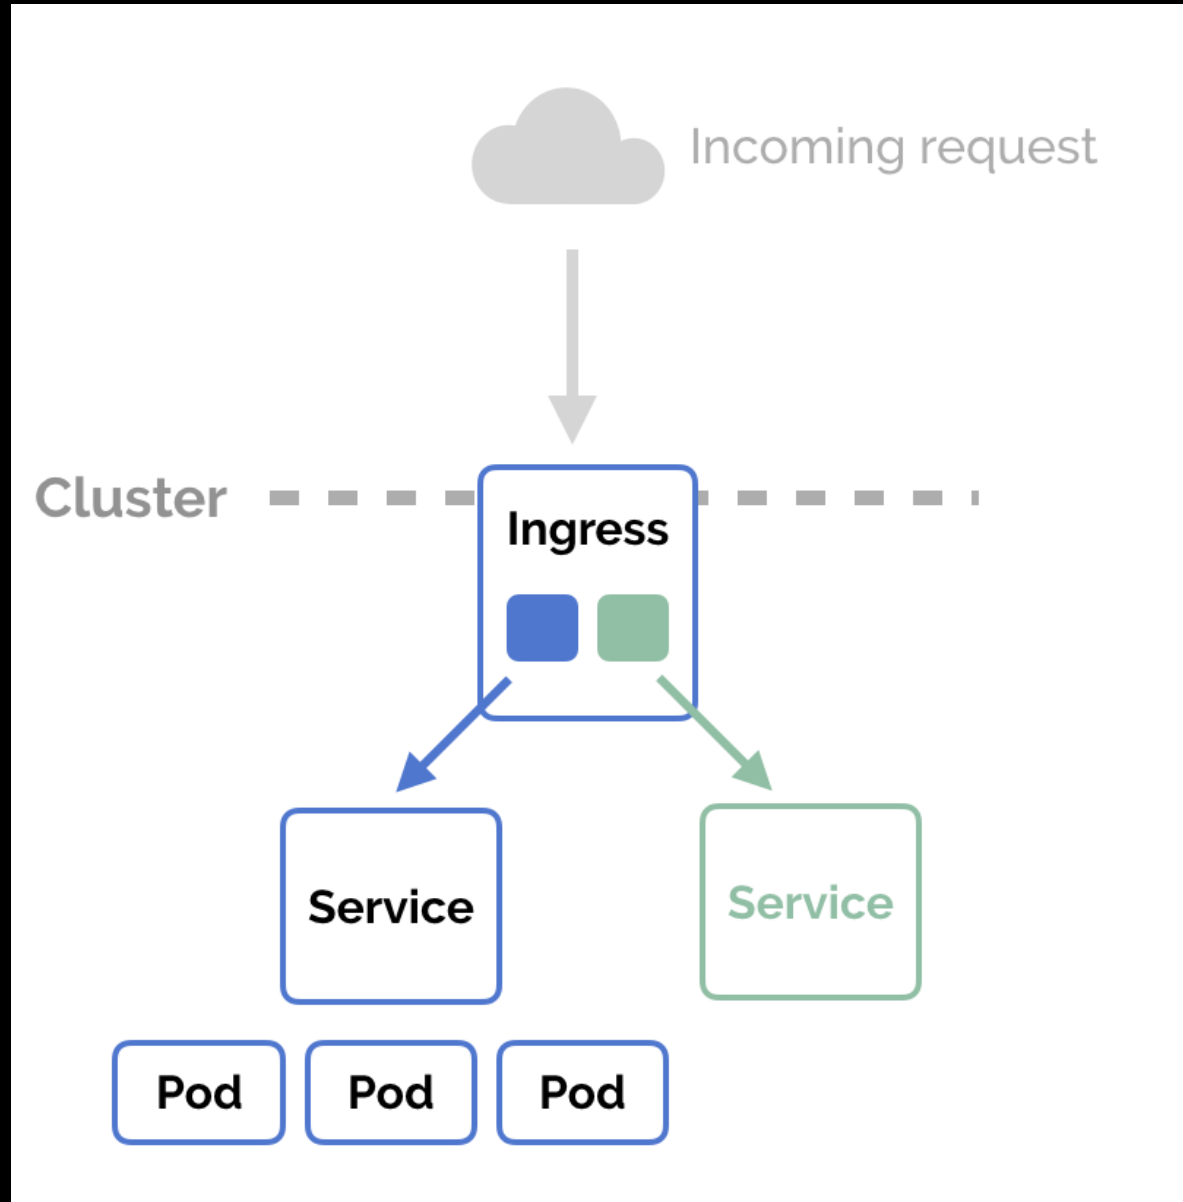 Incoming request
Cluster
Ingress
Service
Service
Pod
Pod
Pod